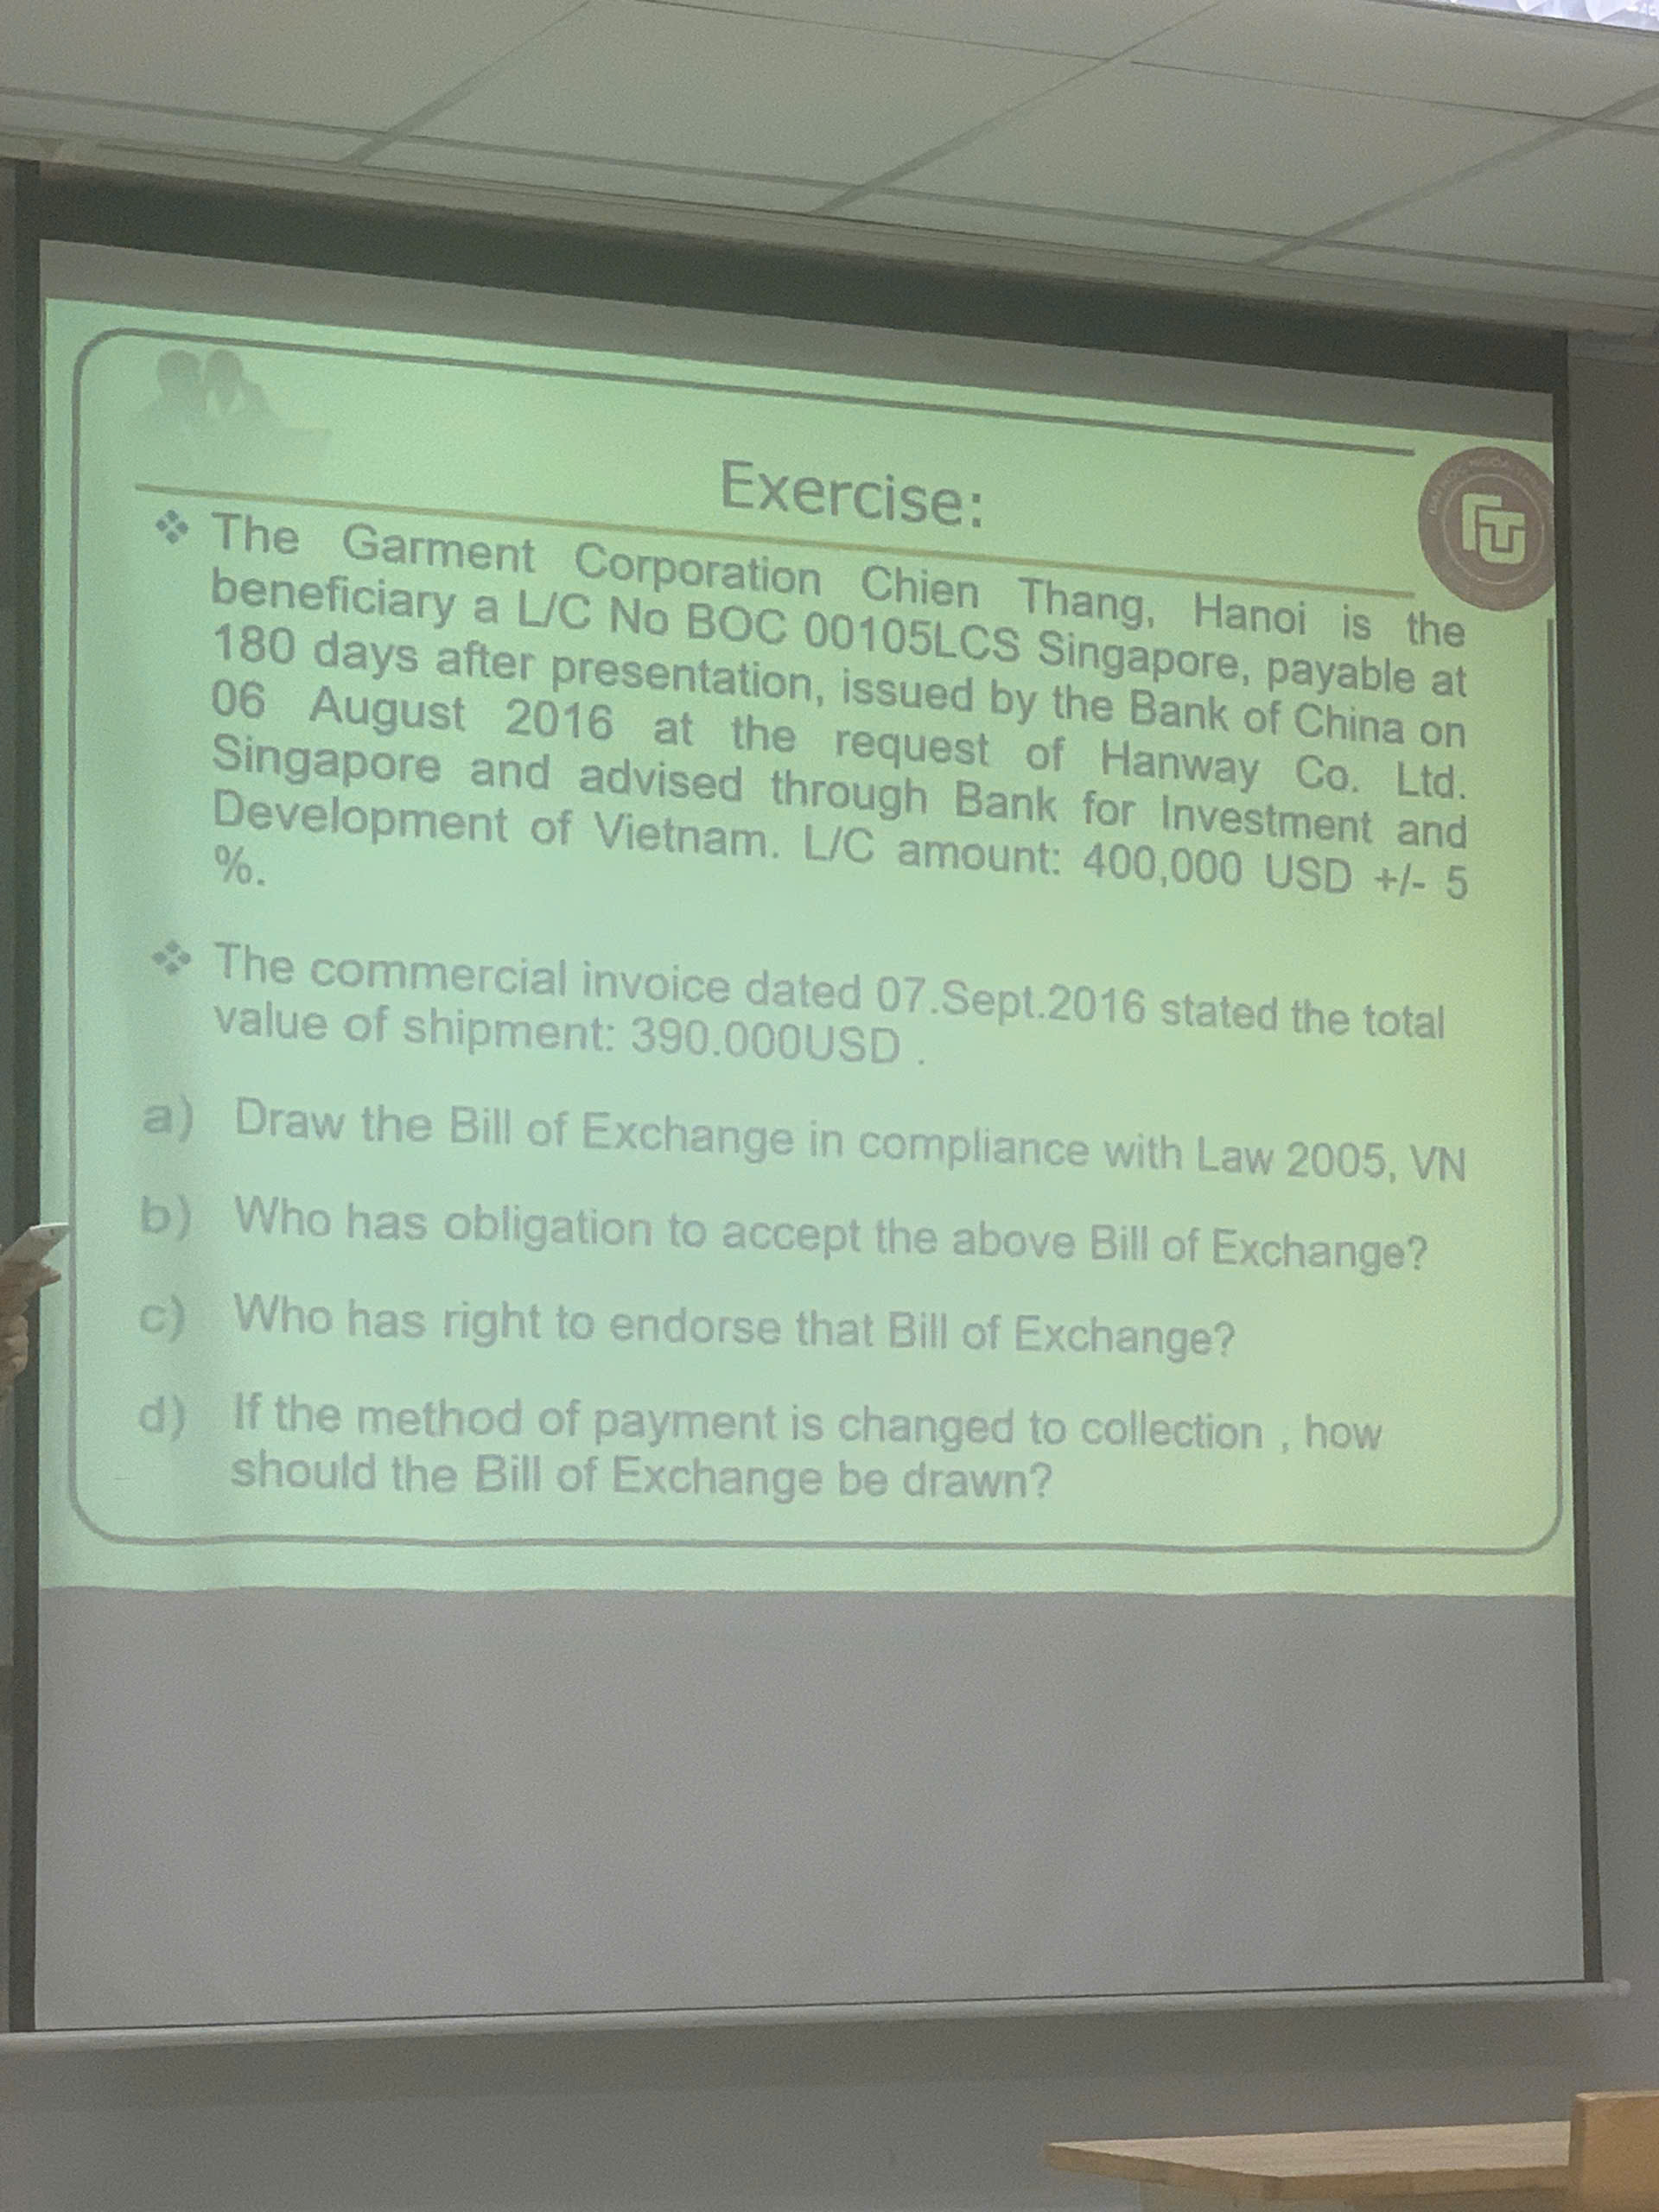 Exercise:
❖ The Garment Corporation Chien Thang, Hanoi is the
beneficiary a L/C No BOC 00105LCS Singapore, payable at
180 days after presentation, issued by the Bank of China on
06 August 2016 at the request of Hanway Co. Ltd.
Singapore and advised through Bank for Investment and
Development of Vietnam. L/C amount: 400,000 USD +/- 5
%.
❖ The commercial invoice dated 07.Sept.2016 stated the total
value of shipment: 390.000USD .
a) Draw the Bill of Exchange in compliance with Law 2005, VN
b) Who has obligation to accept the above Bill of Exchange?
c) Who has right to endorse that Bill of Exchange?
d) If the method of payment is changed to collection , how
should the Bill of Exchange be drawn?